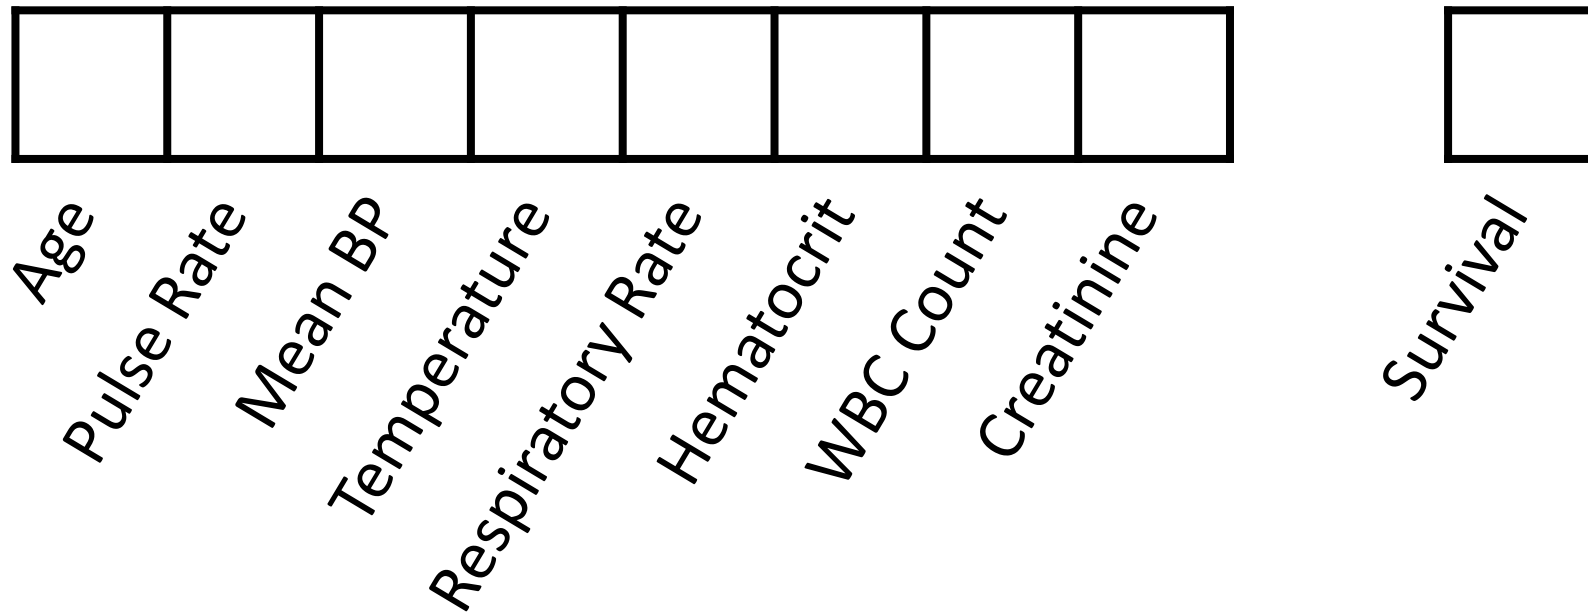 Age
Pulse Rate
Mean BP
Temperature
Respiratory Rate
Hematocrit
WBC Count
Creatinine
Survival